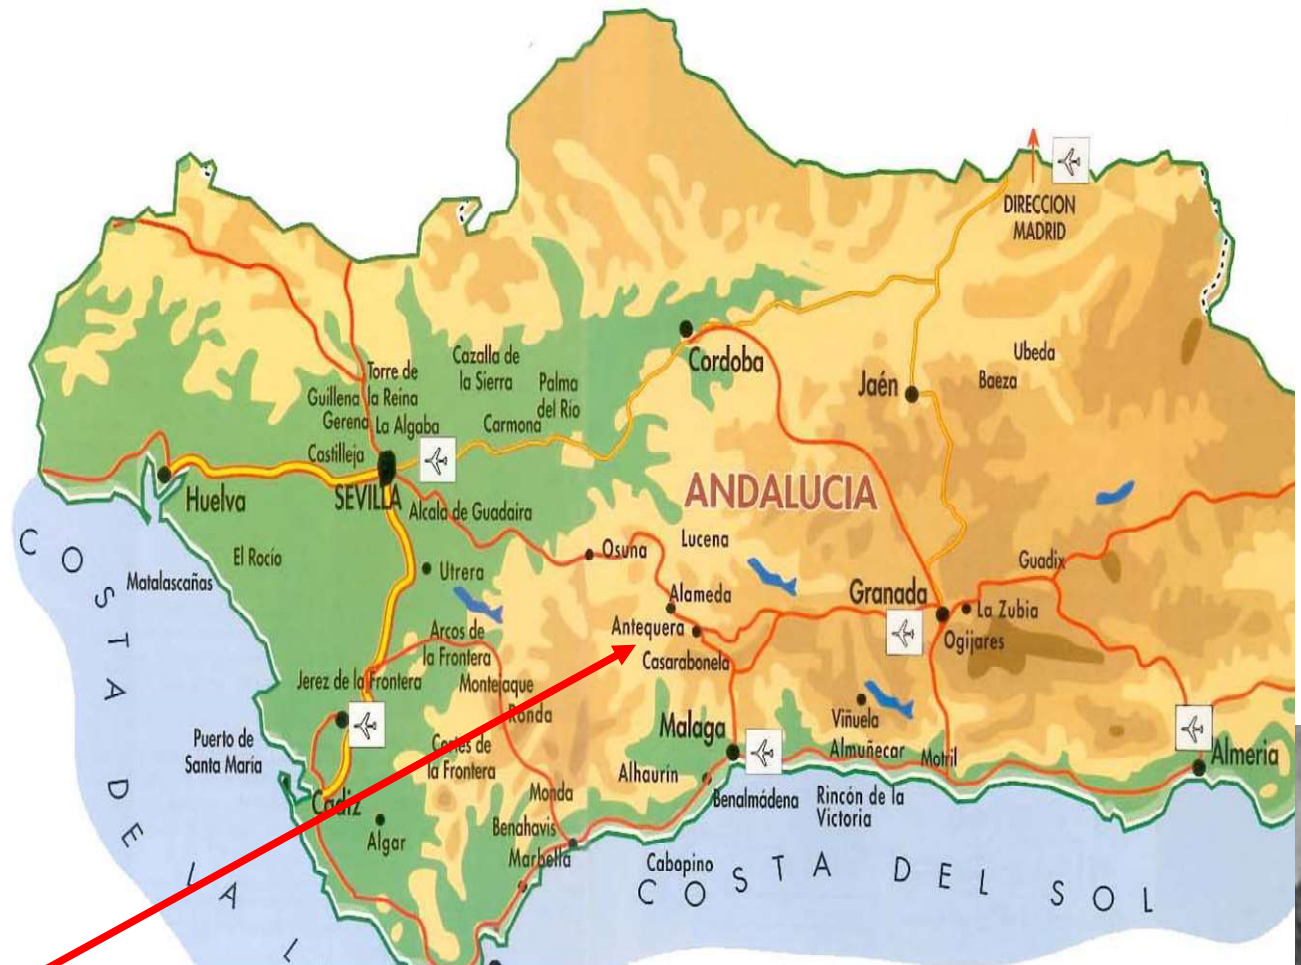 DIRECCION
MADRID
Cordoba
Cazalla de
la Sierra
Palma
del Río
Carmona
Torre de
la Reina
Guillena
Gerena
La Algaba
Castilleja
SEVILLA
Huelva
Alcala de Guadaira
Jaén
Ubeda
Baeza
ANDALUCIA
Lucena
Osuna
El Rocío
Matalascañas
Utrera
Alameda
Antequera
Casarabonela
Granada
Guadix
La Zubia
Ogijares
Arcos de
la Frontera
Jerez de la Frontera
Montejaque
Ronda
Puerto de
Santa María
Cortes de
la Frontera
Cadiz
Algar
Malaga
Viñuela
Almuñecar
Motril
Almeria
Alhaurín
Benalmádena
Rincón de la
Victoria
Monda
Benahavis
Marbella
Cabopino
COSTA DEL SOL
COSTA DE LA L